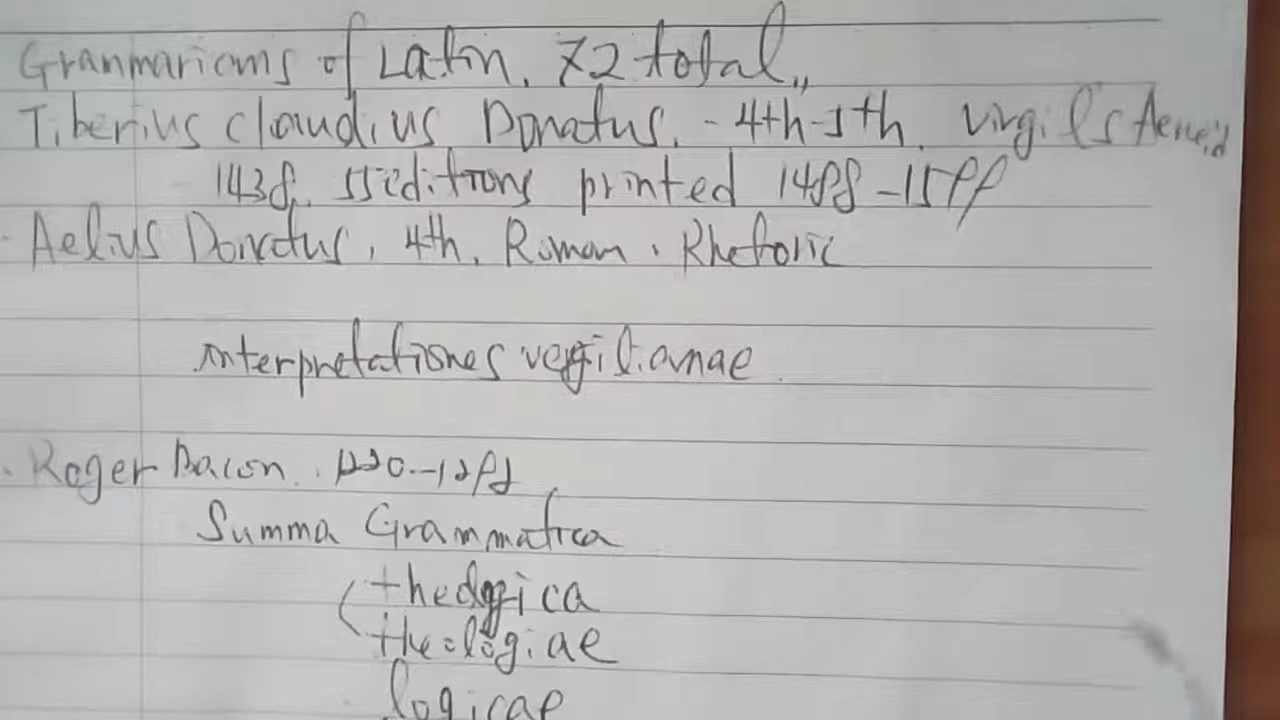 Grammarians of Latin, 72 total,,
Tiberius Claudius Donatus. - 4th-5th. Virgil's Aeneid
1438. 55 editions printed 1488-1599
. Aelius Donatus, 4th. Roman. Rhetoric
interpretationes vergilianae.
. Roger Bacon. 1220-1292
Summa Grammatica
theologica
theologiae
logicae